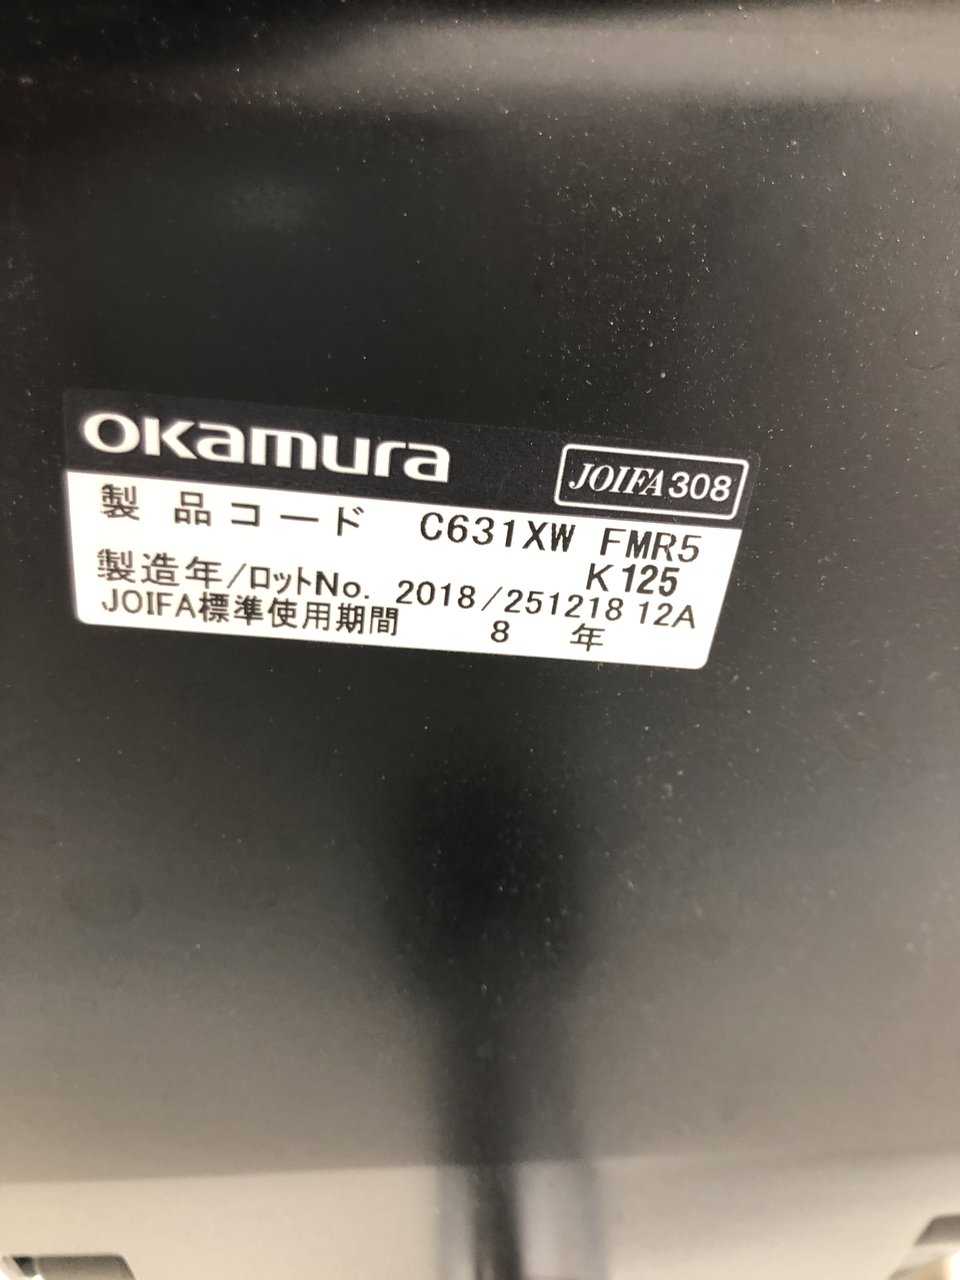 okamura
JOIFA308
製品コード C631XW FMR5
K125
製造年/ロットNo. 2018/251218 12A
JOIFA標準使用期間 8 年